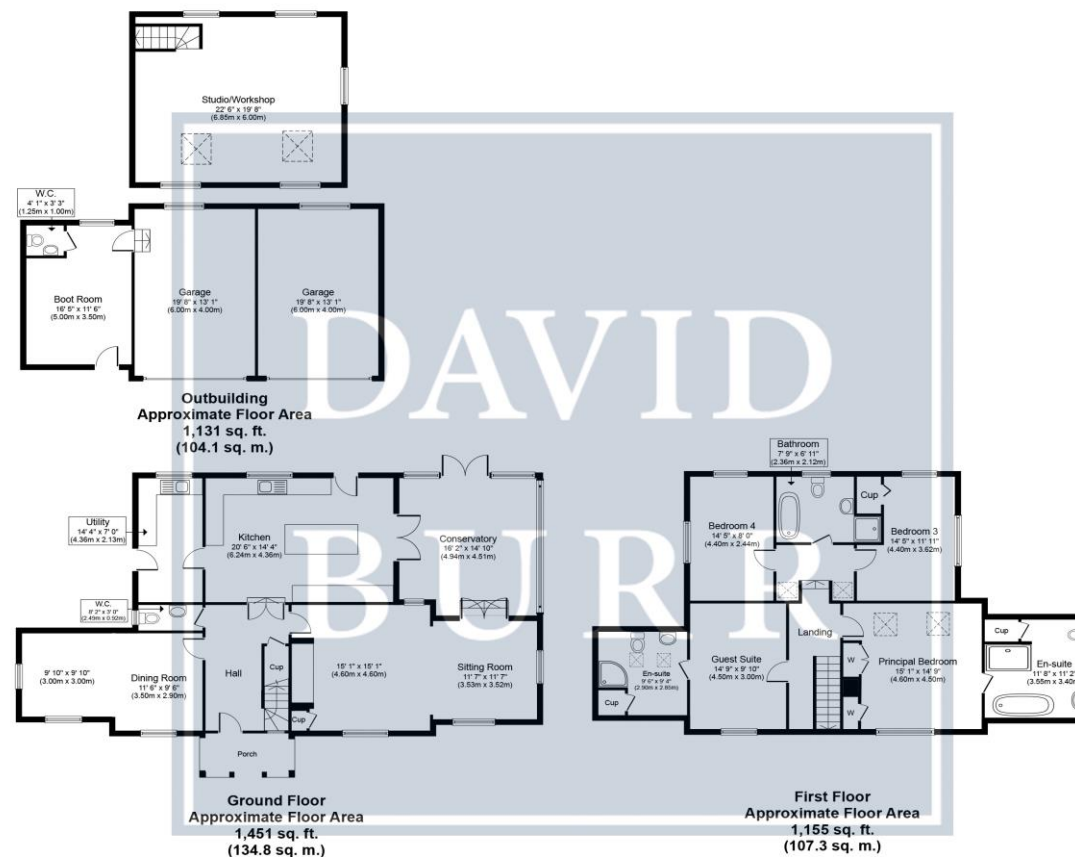 Studio/Workshop
22' 6" x 19' 8"
(6.85m x 6.00m)
W.C.
4' 1" x 3' 3"
(1.25m x 1.00m)
Boot Room
16' 5" x 11' 6"
(5.00m x 3.50m)
Garage
19' 8" x 13' 1"
(6.00m x 4.00m)
Garage
19' 8" x 13' 1"
(6.00m x 4.00m)
Outbuilding
Approximate Floor Area
1,131 sq. ft.
(104.1 sq. m.)
DAVID
BURR
Utility
14' 4" x 7' 0"
(4.36m x 2.13m)
Kitchen
20' 6" x 14' 4"
(6.24m x 4.36m)
Conservatory
16' 2" x 14' 10"
(4.94m x 4.51m)
W.C.
8' 2" x 3' 0"
(2.49m x 0.92m)
9' 10" x 9' 10"
(3.00m x 3.00m)
Dining Room
11' 6" x 9' 6"
(3.50m x 2.90m)
Hall
Cup
Cup
15' 1" x 15' 1"
(4.60m x 4.60m)
Sitting Room
11' 7" x 11' 7"
(3.53m x 3.52m)
Porch
Ground Floor
Approximate Floor Area
1,451 sq. ft.
(134.8 sq. m.)
Bathroom
7' 9" x 6' 11"
(2.36m x 2.12m)
Bedroom 4
14' 5" x 8' 0"
(4.40m x 2.44m)
Cup
Bedroom 3
14' 5" x 11' 11"
(4.40m x 3.62m)
Landing
En-suite
9' 6" x 9' 4"
Cup
Guest Suite
14' 9" x 9' 10"
(4.50m x 3.00m)
W
W
Principal Bedroom
15' 1" x 14' 9"
(4.60m x 4.50m)
Cup
En-suite
11' 8" x 11' 2"
(3.55m x 3.40m
First Floor
Approximate Floor Area
1,155 sq. ft.
(107.3 sq. m.)